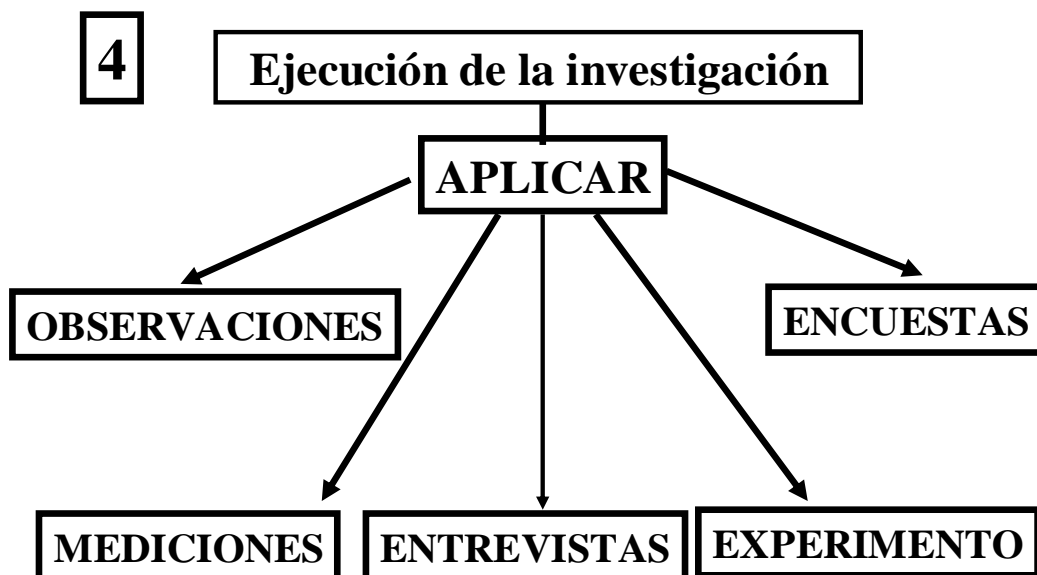 4
Ejecución de la investigación
APLICAR
OBSERVACIONES
ENCUESTAS
MEDICIONES
ENTREVISTAS
EXPERIMENTO